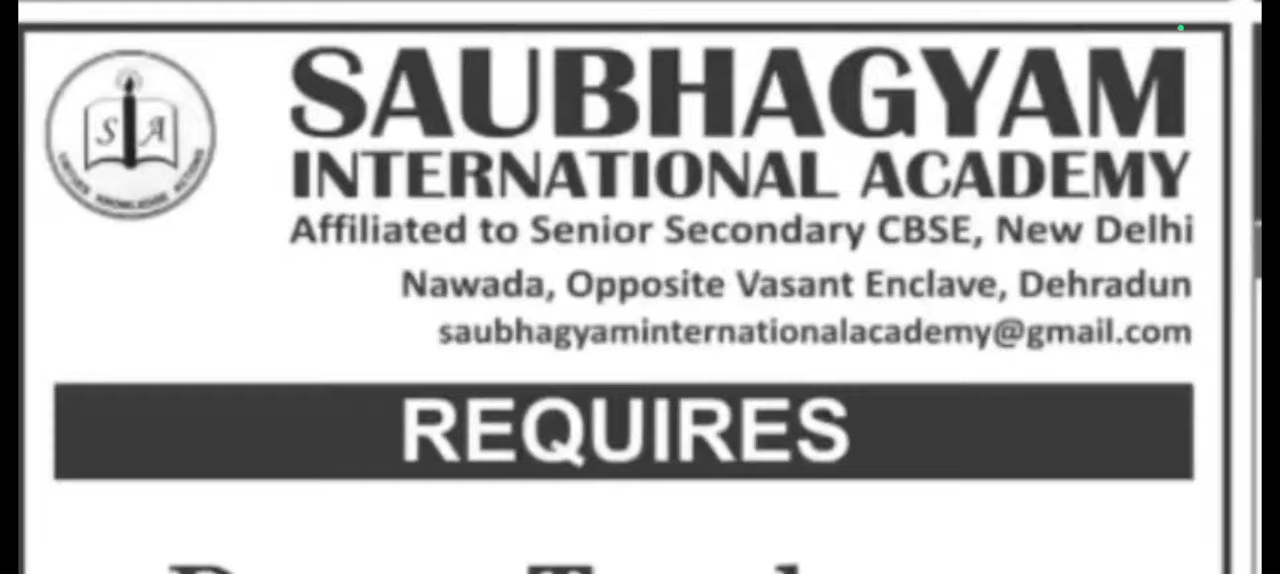 SAUBHAGYAM
INTERNATIONAL ACADEMY
Affiliated to Senior Secondary CBSE, New Delhi
Nawada, Opposite Vasant Enclave, Dehradun
saubhagyaminternationalacademy@gmail.com
S A
REQUIRES